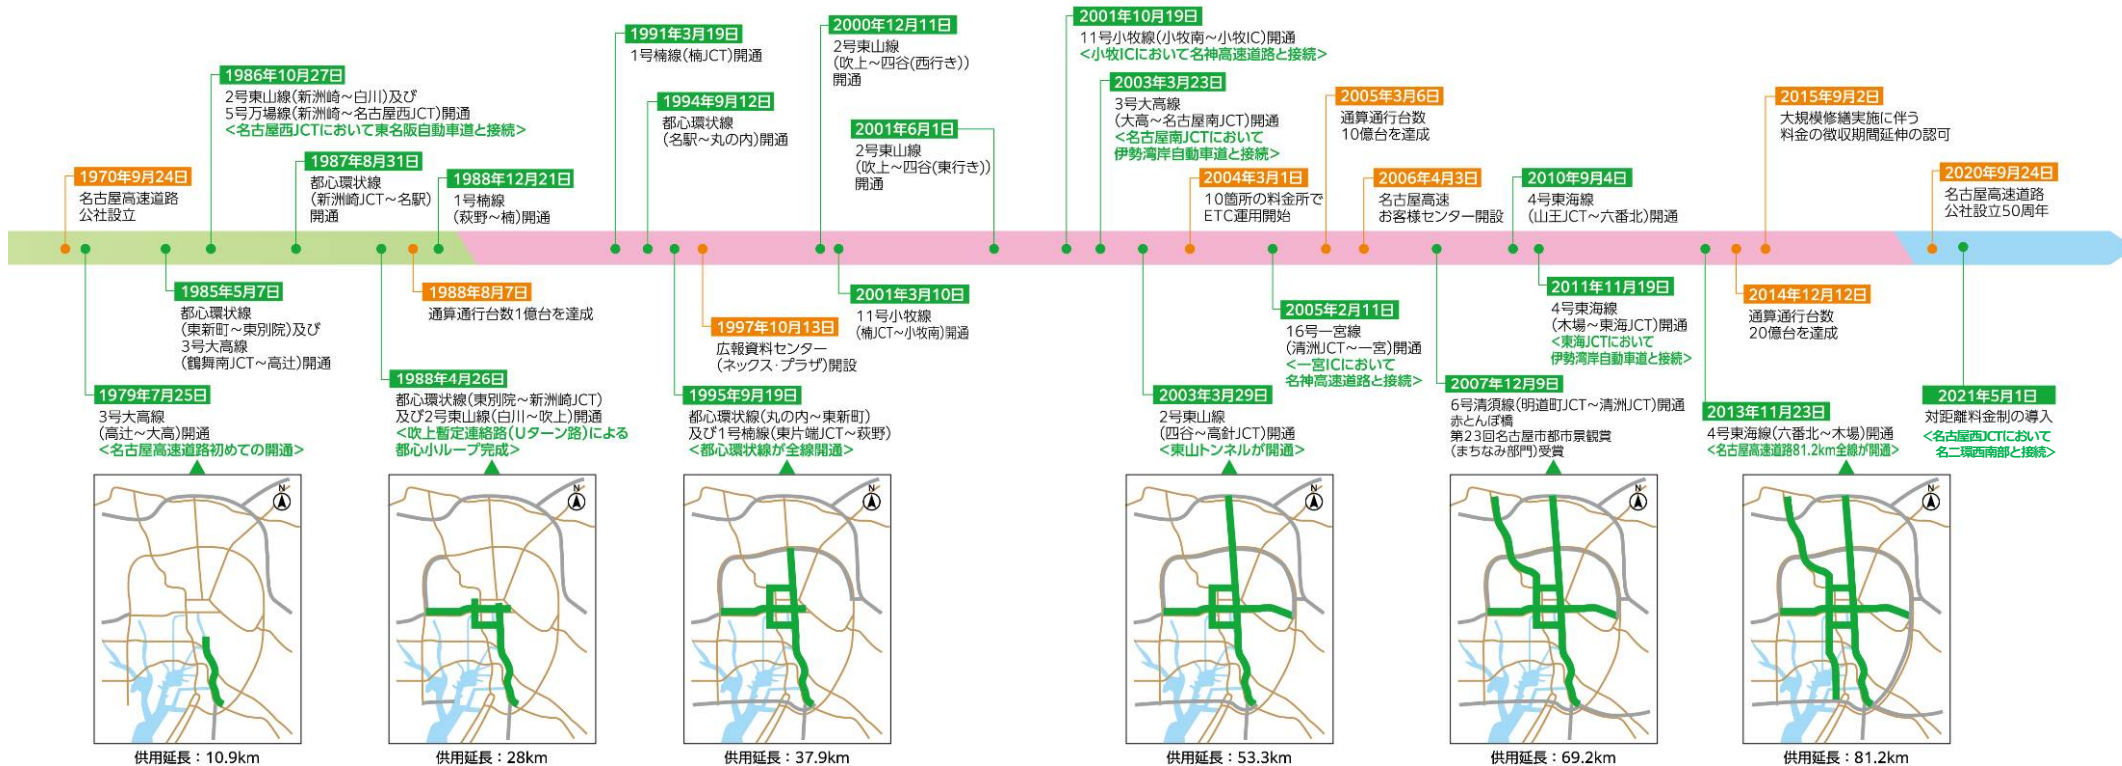 1970年9月24日
名古屋高速道路
公社設立
1979年7月25日
3号大高線
(高辻～大高)開通
<名古屋高速道路初めての開通>
1985年5月7日
都心環状線
(東新町～東別院)及び
3号大高線
(鶴舞南JCT～高辻)開通
1986年10月27日
2号東山線(新洲崎～白川)及び
5号万場線(新洲崎～名古屋西JCT)開通
<名古屋西JCTにおいて東名阪自動車道と接続>
1987年8月31日
都心環状線
(新洲崎JCT～名駅)
開通
1988年4月26日
都心環状線(東別院～新洲崎JCT)
及び2号東山線(白川～吹上)開通
<吹上暫定連絡路(Uターン路)による
都心小ループ完成>
1988年8月7日
通算通行台数1億台を達成
1988年12月21日
1号楠線
(萩野～楠)開通
1991年3月19日
1号楠線(楠JCT)開通
1994年9月12日
都心環状線
(名駅～丸の内)開通
1995年9月19日
都心環状線(丸の内～東新町)
及び1号楠線(東片端JCT～萩野)
<都心環状線が全線開通>
1997年10月13日
広報資料センター
(ネックス・プラザ)開設
2000年12月11日
2号東山線
(吹上～四谷(西行き))
開通
2001年3月10日
11号小牧線
(楠JCT～小牧南)開通
2001年6月1日
2号東山線
(吹上～四谷(東行き))
開通
2001年10月19日
11号小牧線(小牧南～小牧IC)開通
<小牧ICにおいて名神高速道路と接続>
2003年3月23日
3号大高線
(大高～名古屋南JCT)開通
<名古屋南JCTにおいて
伊勢湾岸自動車道と接続>
2003年3月29日
2号東山線
(四谷～高針JCT)開通
<東山トンネルが開通>
2004年3月1日
10箇所の料金所で
ETC運用開始
2005年2月11日
16号一宮線
(清洲JCT～一宮)開通
<一宮ICにおいて
名神高速道路と接続>
2005年3月6日
通算通行台数
10億台を達成
2006年4月3日
名古屋高速
お客様センター開設
2007年12月9日
6号清須線(明道町JCT～清洲JCT)開通
赤とんぼ橋
第23回名古屋市都市景観賞
(まちなみ部門)受賞
2010年9月4日
4号東海線
(山王JCT～六番北)開通
2011年11月19日
4号東海線
(木場～東海JCT)開通
<東海JCTにおいて
伊勢湾岸自動車道と接続>
2013年11月23日
4号東海線(六番北～木場)開通
<名古屋高速道路81.2km全線が開通>
2014年12月12日
通算通行台数
20億台を達成
2015年9月2日
大規模修繕実施に伴う
料金の徴収期間延伸の認可
2020年9月24日
名古屋高速道路
公社設立50周年
2021年5月1日
対距離料金制の導入
<名古屋西JCTにおいて
名二環西南部と接続>
N
N
N
N
N
N
供用延長：10.9km
供用延長：28km
供用延長：37.9km
供用延長：53.3km
供用延長：69.2km
供用延長：81.2km